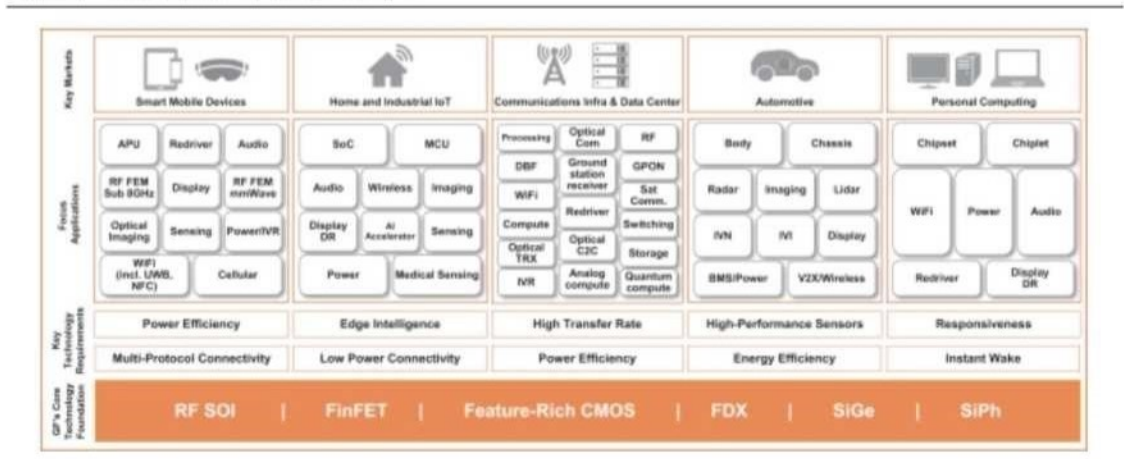 Key Markets
Smart Mobile Devices
Home and Industrial IoT
Communications Infra & Data Center
Automotive
Personal Computing
Focus
Applications
APU
Redriver
Audio
RF FEM
Sub 6GHz
Display
RF FEM
mmWave
Optical
Imaging
Sensing
Power/IVR
WiFi
(incl. UWB,
NFC)
Cellular
SoC
MCU
Audio
Wireless
Imaging
Display
DR
AI
Accelerator
Sensing
Power
Medical Sensing
Processing
Optical
Com
RF
DBF
Ground
station
receiver
GPON
WiFi
Sat
Comm.
Redriver
Compute
Switching
Optical
TRX
Optical
C2C
Storage
IVR
Analog
compute
Quantum
compute
Body
Chassis
Radar
Imaging
Lidar
IVN
IVI
Display
BMS/Power
V2X/Wireless
Chipset
Chiplet
WiFi
Power
Audio
Redriver
Display
DR
Key
Technology
Requirements
Power Efficiency
Edge Intelligence
High Transfer Rate
High-Performance Sensors
Responsiveness
Multi-Protocol Connectivity
Low Power Connectivity
Power Efficiency
Energy Efficiency
Instant Wake
GF's Core
Technology
Foundation
RF SOI | FinFET | Feature-Rich CMOS | FDX | SiGe | SiPh